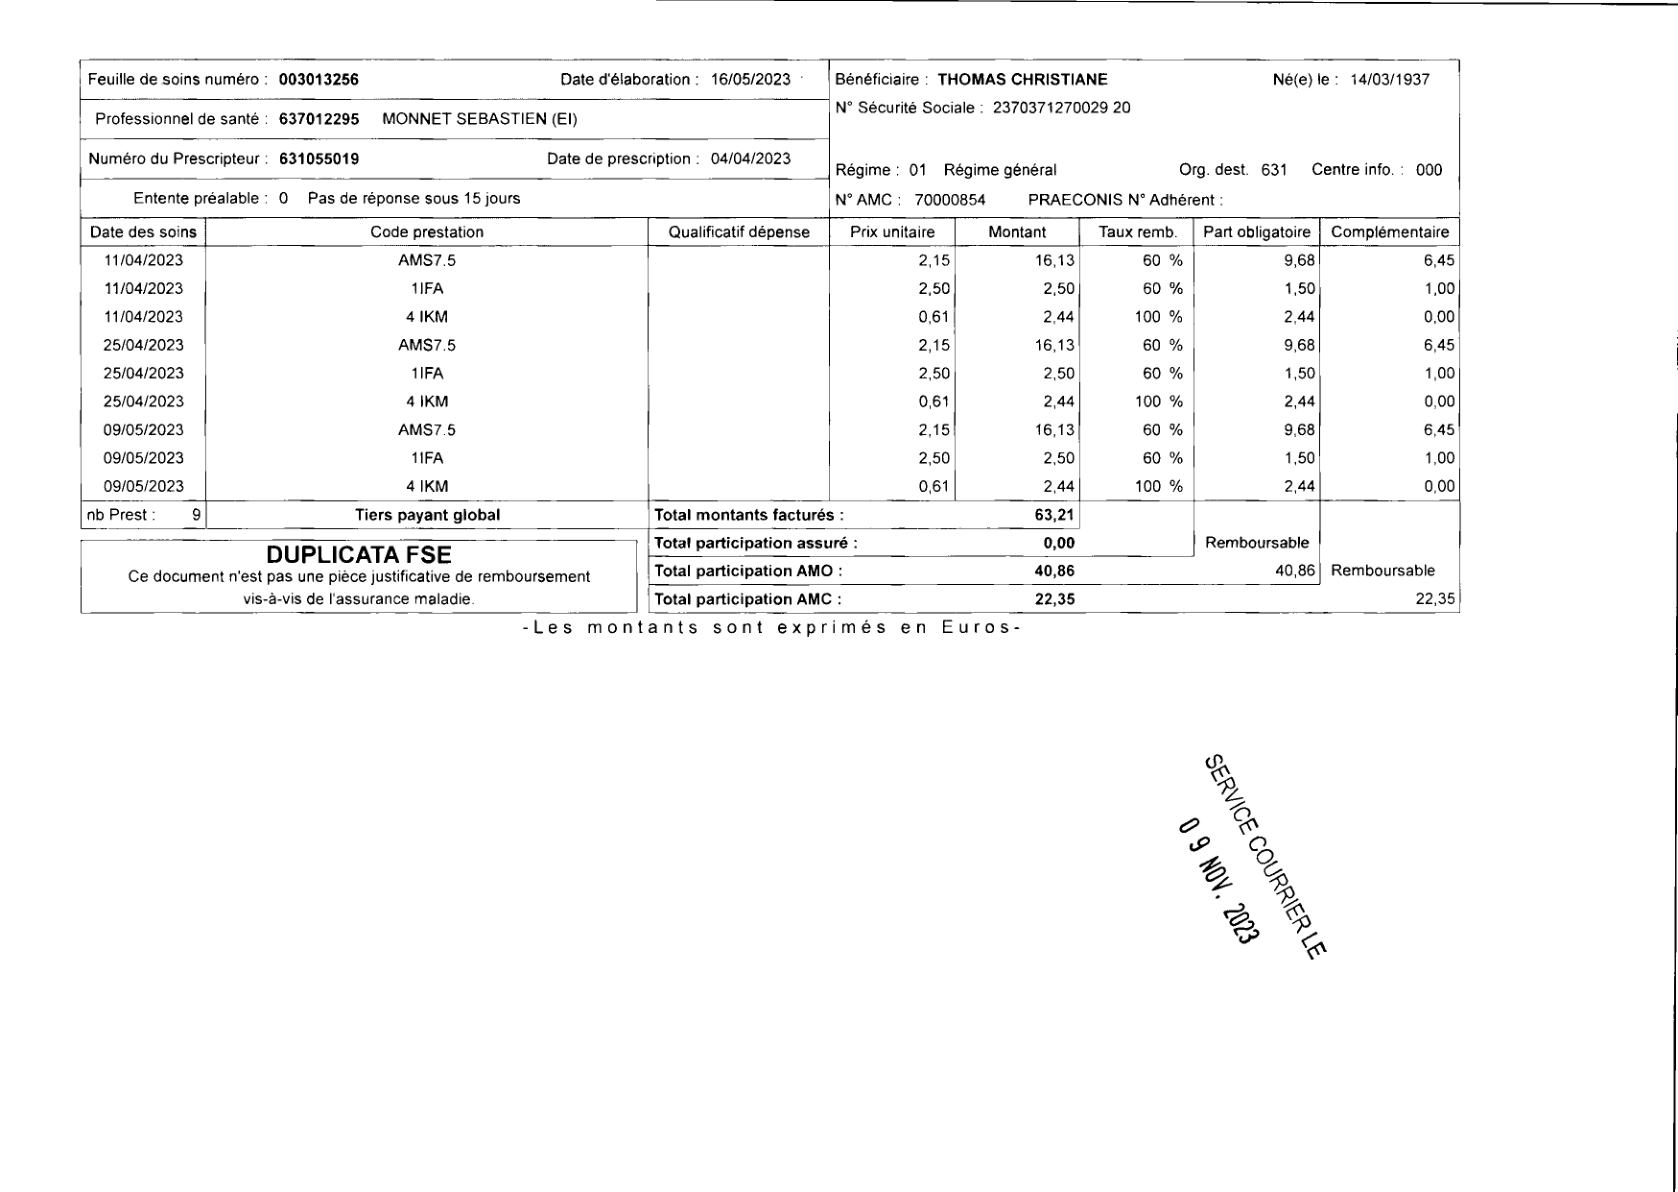 Feuille de soins numéro : 003013256 Date d'élaboration : 16/05/2023
Professionnel de santé : 637012295 MONNET SEBASTIEN (EI)
Numéro du Prescripteur : 631055019 Date de prescription : 04/04/2023
Entente préalable : 0 Pas de réponse sous 15 jours
Bénéficiaire : THOMAS CHRISTIANE Né(e) le : 14/03/1937
N° Sécurité Sociale : 2370371270029 20
Régime : 01 Régime général Org. dest. 631 Centre info. : 000
N° AMC : 70000854 PRAECONIS N° Adhérent :
Date des soins Code prestation Qualificatif dépense Prix unitaire Montant Taux remb. Part obligatoire Complémentaire
11/04/2023 AMS7.5 2,15 16,13 60 % 9,68 6,45
11/04/2023 1IFA 2,50 2,50 60 % 1,50 1,00
11/04/2023 4 IKM 0,61 2,44 100 % 2,44 0,00
25/04/2023 AMS7.5 2,15 16,13 60 % 9,68 6,45
25/04/2023 1IFA 2,50 2,50 60 % 1,50 1,00
25/04/2023 4 IKM 0,61 2,44 100 % 2,44 0,00
09/05/2023 AMS7.5 2,15 16,13 60 % 9,68 6,45
09/05/2023 1IFA 2,50 2,50 60 % 1,50 1,00
09/05/2023 4 IKM 0,61 2,44 100 % 2,44 0,00
nb Prest : 9 Tiers payant global Total montants facturés : 63,21
Total participation assuré : 0,00 Remboursable
Total participation AMO : 40,86 40,86 Remboursable
Total participation AMC : 22,35 22,35
DUPLICATA FSE
Ce document n'est pas une pièce justificative de remboursement
vis-à-vis de l'assurance maladie.
-Les montants sont exprimés en Euros-
SERVICE COURRIER LE
09 NOV. 2023